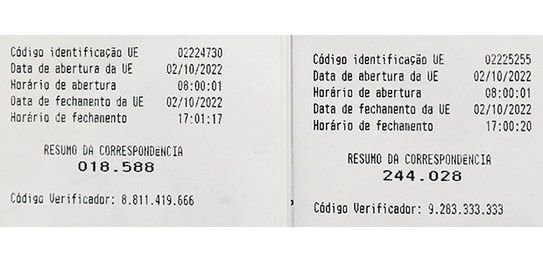 Código identificação UE 02224730
Data de abertura da UE 02/10/2022
Horário de abertura 08:00:01
Data de fechamento da UE 02/10/2022
Horário de fechamento 17:01:17
RESUMO DA CORRESPONDêNCIA
018.588
Código Verificador: 8.811.419.666
Código identificação UE 02225255
Data de abertura da UE 02/10/2022
Horário de abertura 08:00:01
Data de fechamento da UE 02/10/2022
Horário de fechamento 17:00:20
RESUMO DA CORRESPONDêNCIA
244.028
Código Verificador: 9.283.333.333